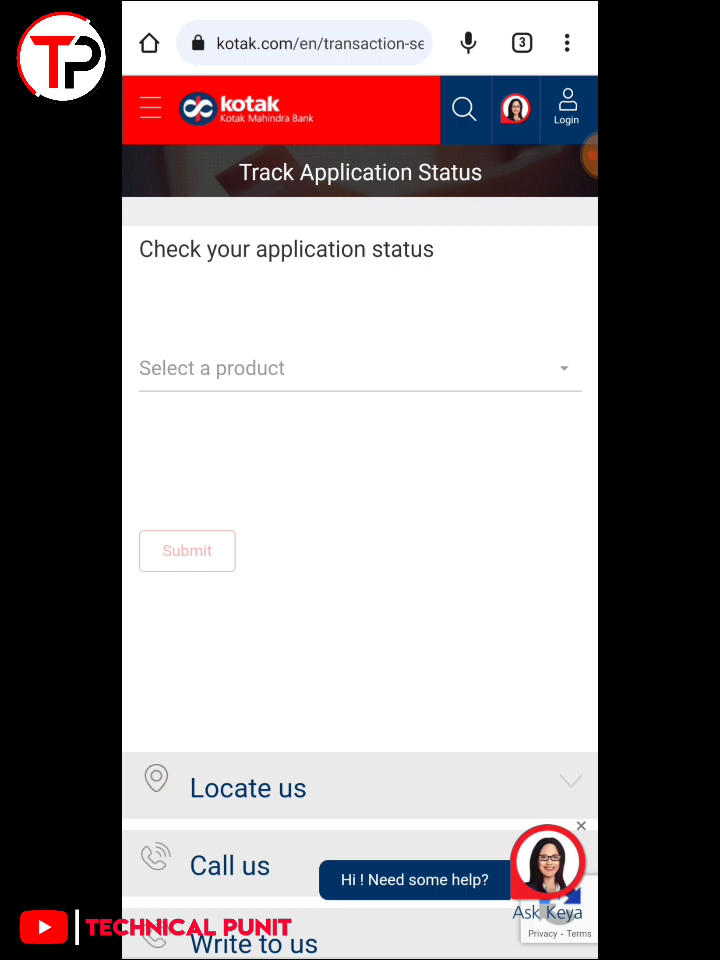 TP
kotak.com/en/transaction-se
3
kotak
Kotak Mahindra Bank
Login
Track Application Status
Check your application status
Select a product
Submit
Locate us
Call us
Hi ! Need some help?
Ask Keya
Privacy - Terms
TECHNICAL PUNIT
Write to us